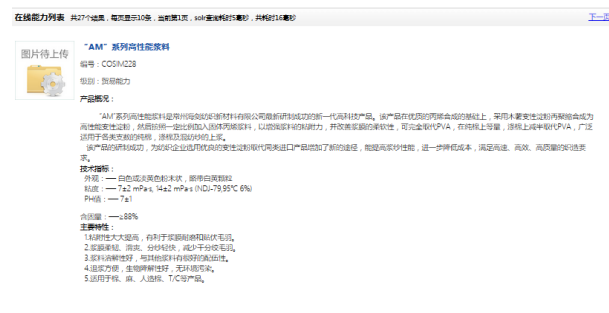 在线能力列表 共27个结果，每页显示10条，当前第1页，solr查询耗时5毫秒，共耗时16毫秒 下一页
图片待上传
“AM”系列高性能浆料
编号：COSIM228
级别：贸易能力
产品概况：
“AM”系列高性能浆料是常州海剑纺织新材料有限公司最新研制成功的新一代高科技产品。该产品在优质的丙烯合成的基础上，采用木薯变性淀粉再聚缩合成为
高性能变性淀粉，然后按照一定比例加入固体丙烯浆料，以增强浆料的粘附力，并改善浆膜的柔软性，可完全取代PVA，在纯棉上等量，涤棉上减半取代PVA，广泛
适用于各类支数的纯棉，涤棉及混纺纱的上浆。
该产品的研制成功，为纺织企业选用优良的变性淀粉取代同类进口产品增加了新的途径，能提高浆纱性能，进一步降低成本，满足高速、高效、高质量的织造要
求。
技术指标：
外观：── 白色或淡黄色粉末状，略带白黄颗粒
粘度：── 7±2 mPa·s, 14±2 mPa·s (NDJ-79,95℃ 6%)
PH值：── 7±1
含固量：──≥88%
主要特性：
1.粘附性大大提高，有利于浆膜耐磨和贴伏毛羽。
2.浆膜柔韧、滑爽、分纱轻快，减少干分绞毛羽。
3.浆料溶解性好，与其他浆料有很好的配伍性。
4.退浆方便，生物降解性好，无环境污染。
5.适用于棉、麻、人造棉、T/C等产品。